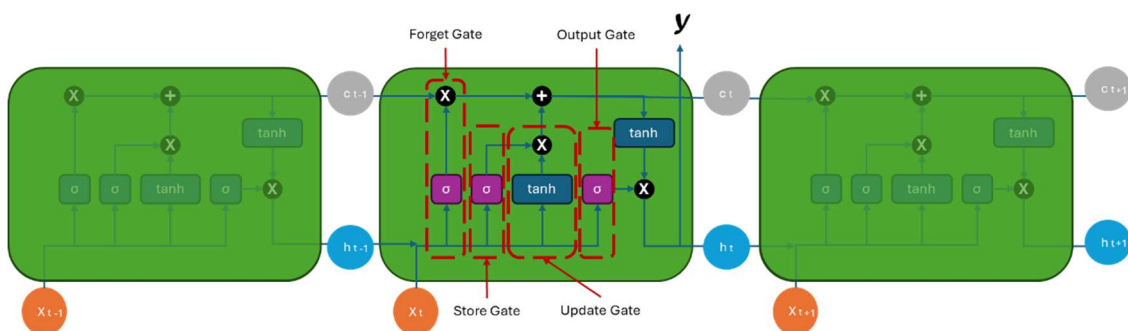 y
Forget Gate
Output Gate
X
+
C t-1
X
+
C t
X
+
C t+1
tanh
X
tanh
X
tanh
X
σ
σ
tanh
σ
X
σ
σ
tanh
σ
X
σ
σ
tanh
σ
X
h t-1
h t
h t+1
X t-1
X t
X t+1
Store Gate
Update Gate